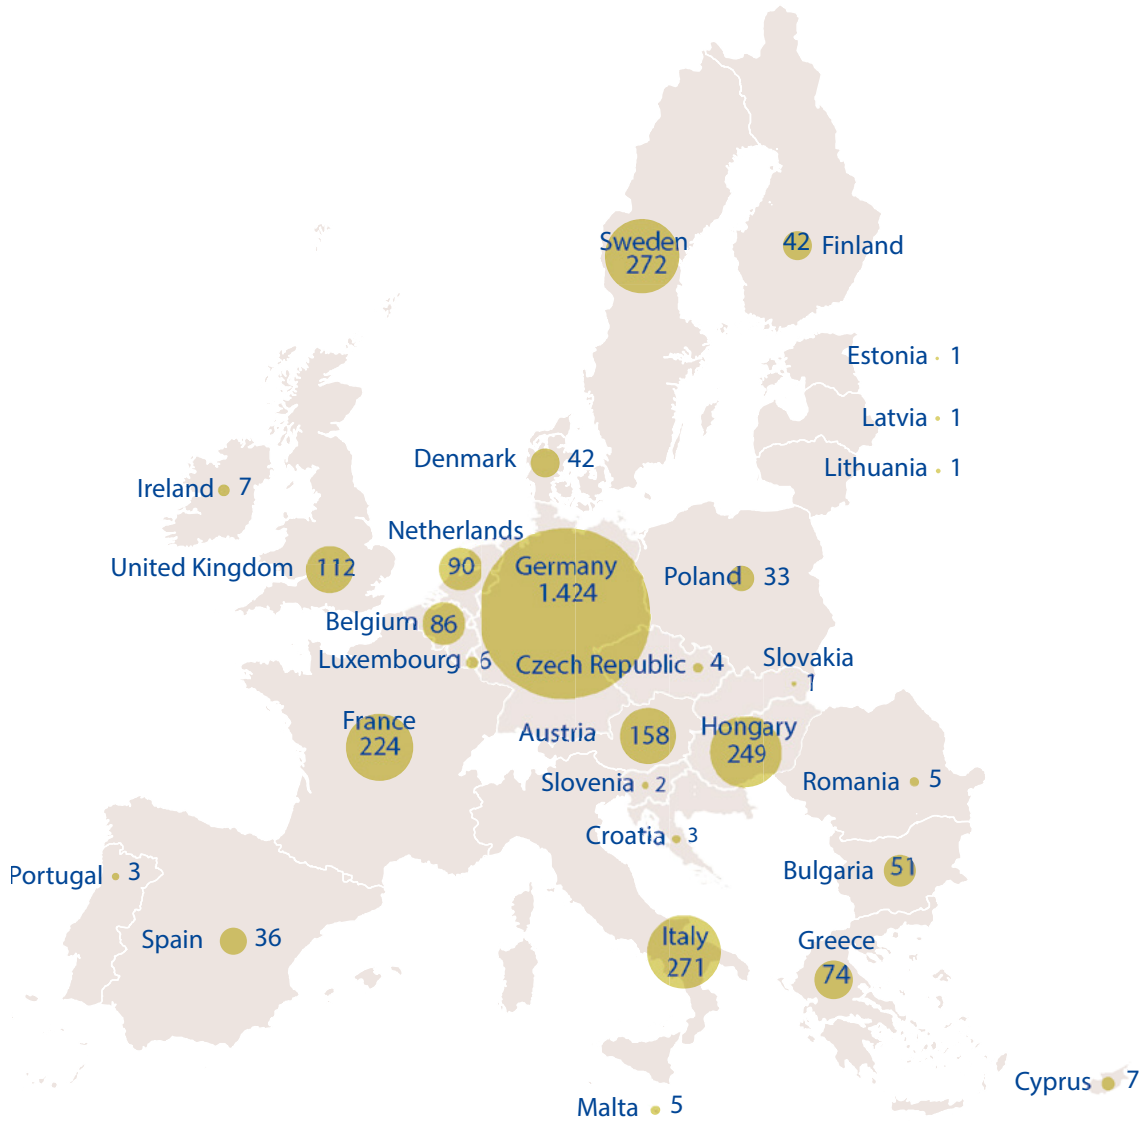 Sweden
272
42 Finland
Estonia 1
Latvia 1
Denmark 42
Lithuania 1
Ireland 7
Netherlands
United Kingdom 112
90
Germany
1.424
Poland 33
Belgium 86
Luxembourg 6
Czech Republic 4
Slovakia
1
France
224
Austria 158
Hongary
249
Slovenia 2
Romania 5
Croatia 3
Portugal 3
Bulgaria 51
Spain 36
Italy
271
Greece
74
Cyprus 7
Malta 5